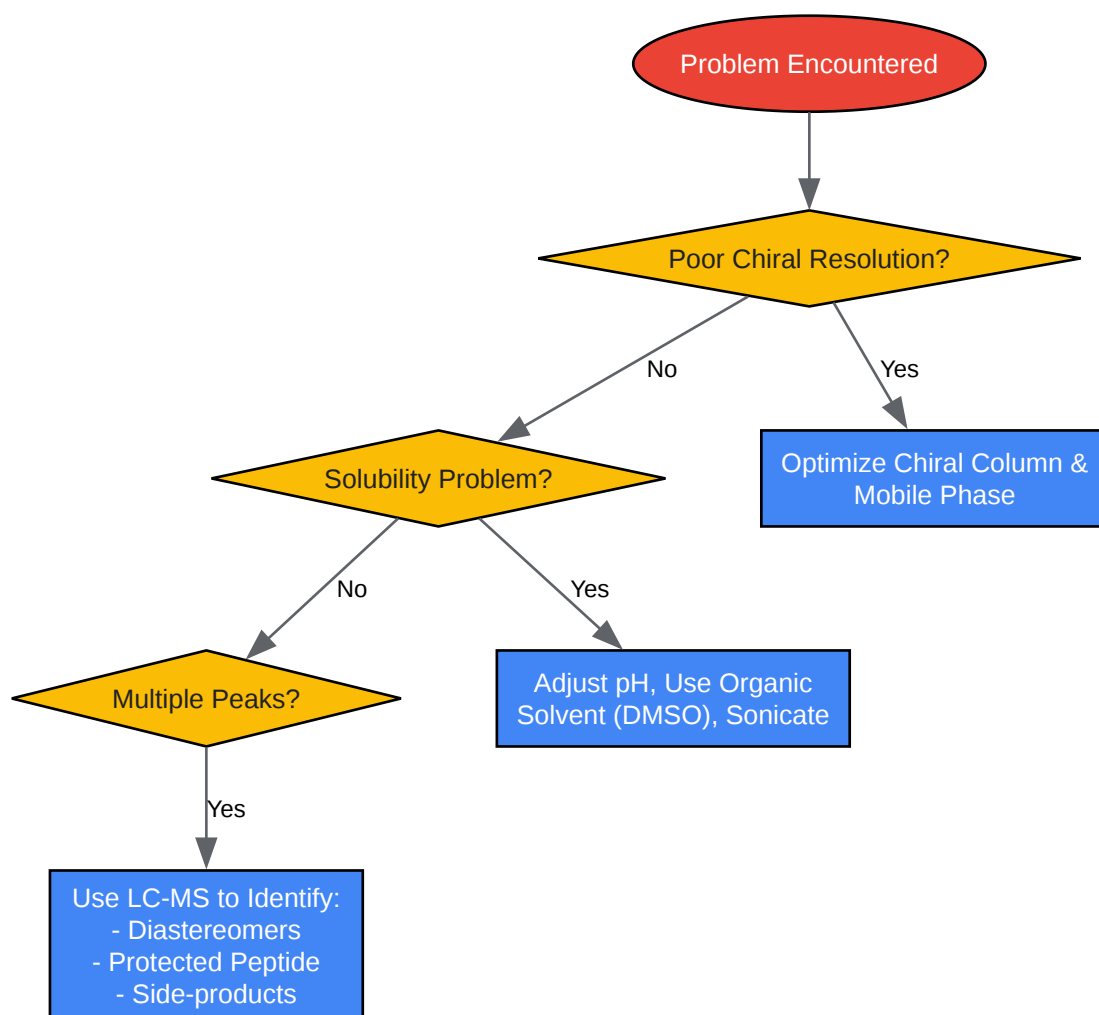 Problem Encountered
Poor Chiral Resolution?
No
Yes
Solubility Problem?
Optimize Chiral Column &
Mobile Phase
No
Yes
Multiple Peaks?
Adjust pH, Use Organic
Solvent (DMSO), Sonicate
Yes
Use LC-MS to Identify:
- Diastereomers
- Protected Peptide
- Side-products